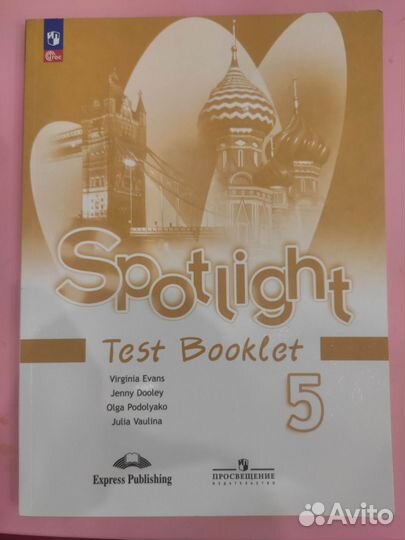 Spotlight
Test Booklet
Virginia Evans
Jenny Dooley
Olga Podolyako
Julia Vaulina
5
Express Publishing
ПРОСВЕЩЕНИЕ
ИЗДАТЕЛЬСТВО
Avito